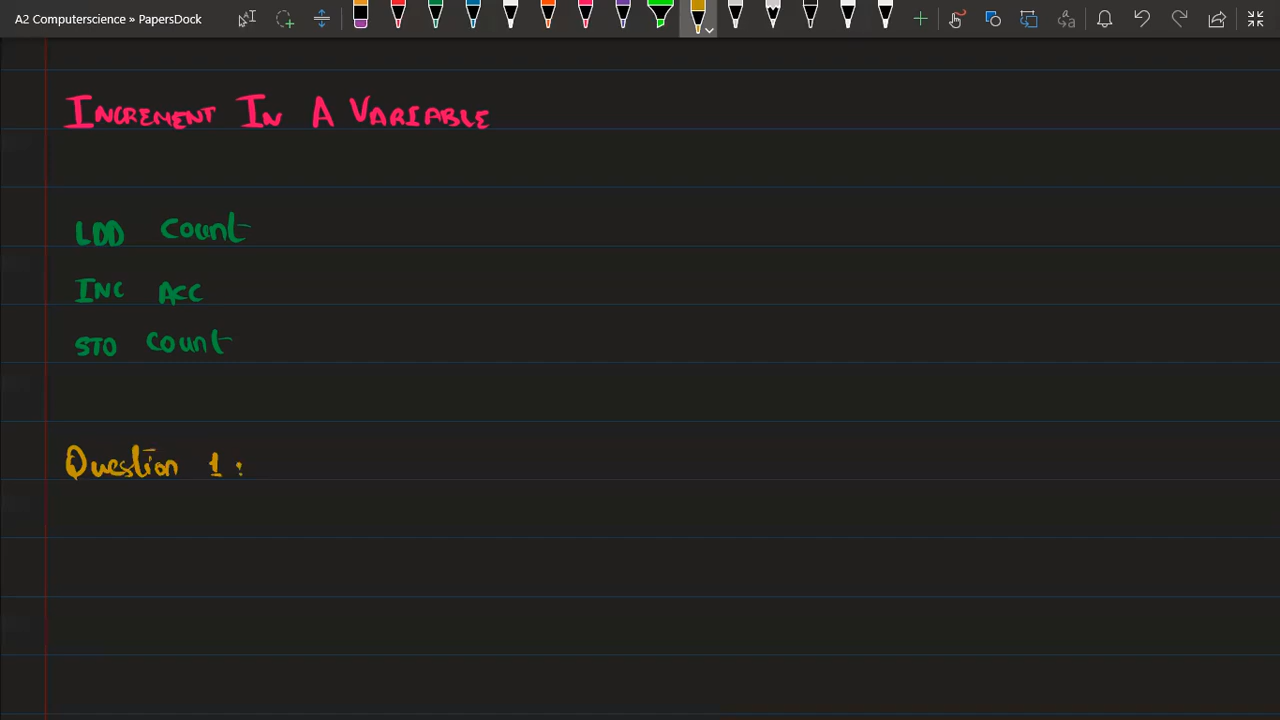 A2 Computerscience » PapersDock
INCREMENT IN A VARIABLE
LDD Count
INC ACC
STO Count
Question 1: